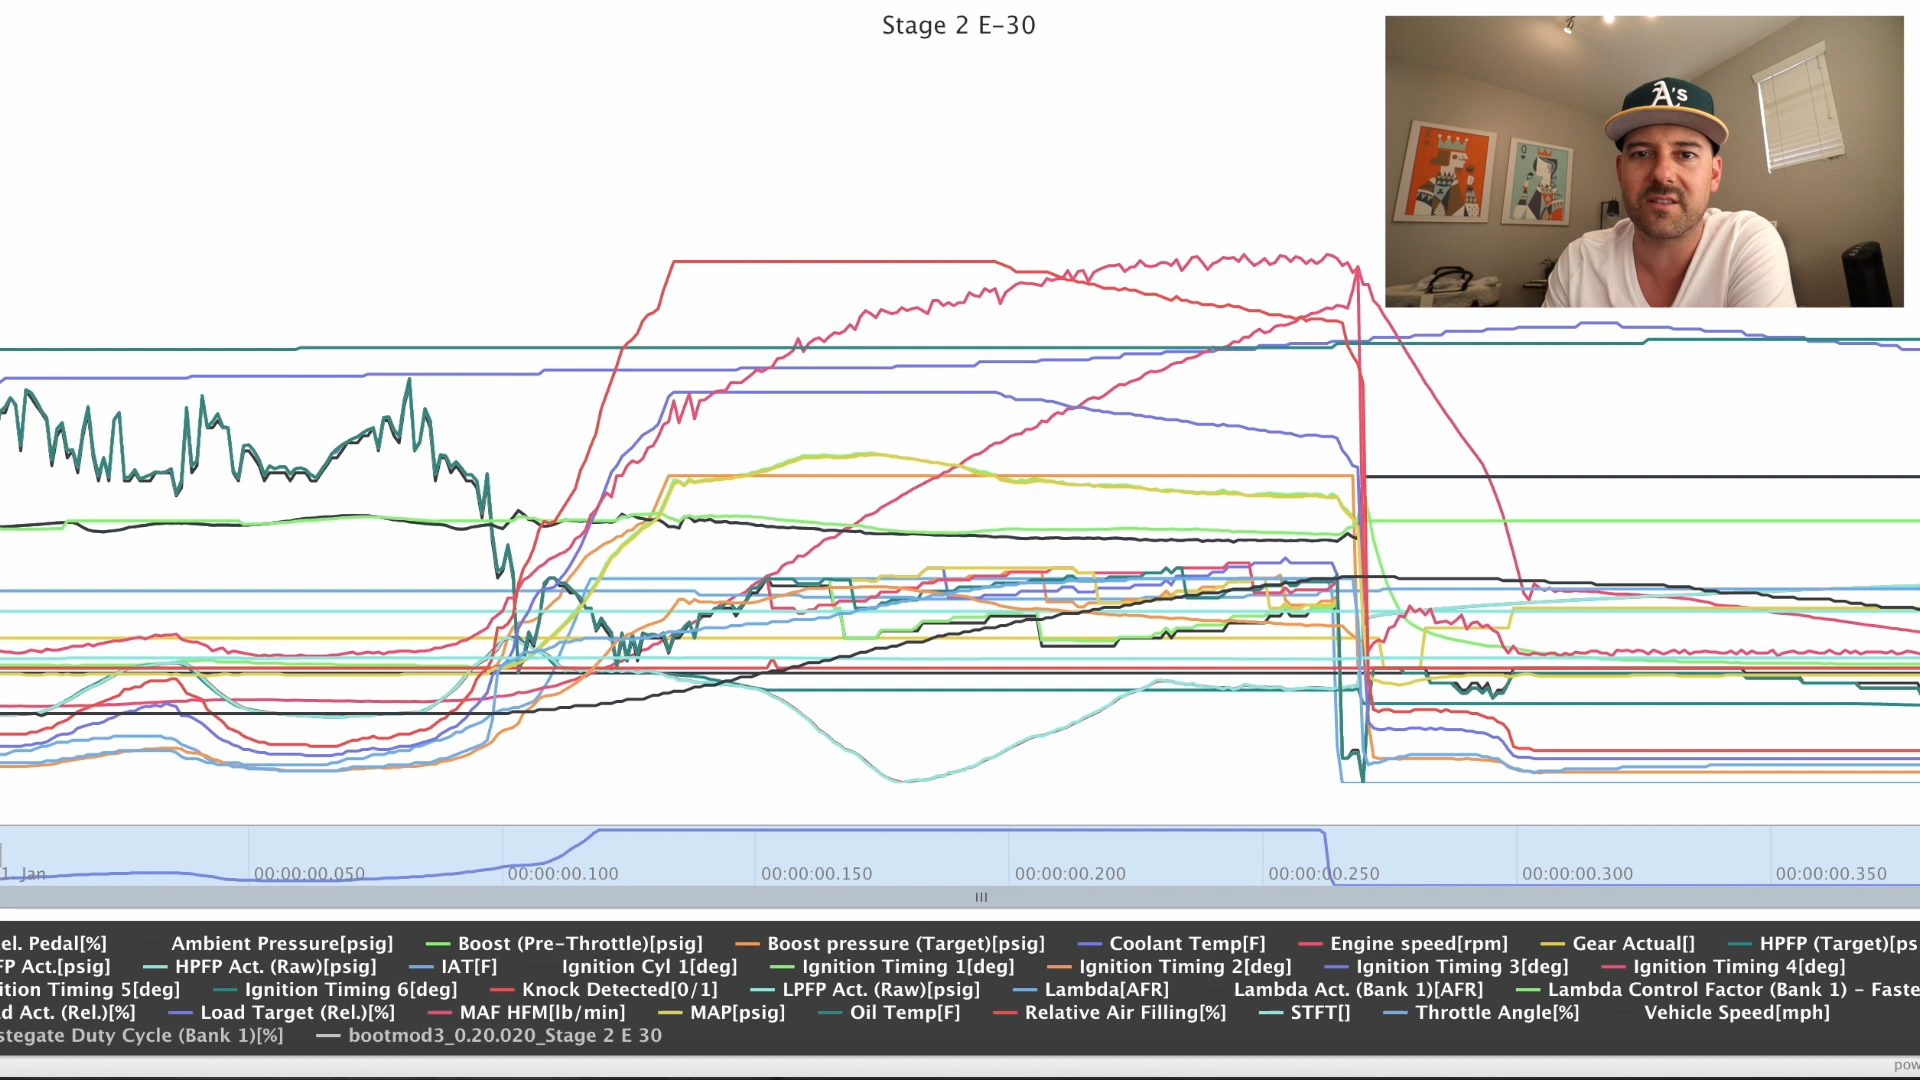 Stage 2 E-30
A's
Q
1. Jan
00:00:00.050
00:00:00.100
00:00:00.150
00:00:00.200
00:00:00.250
00:00:00.300
00:00:00.350
el. Pedal[%] Ambient Pressure[psig] Boost (Pre-Throttle)[psig] Boost pressure (Target)[psig] Coolant Temp[F] Engine speed[rpm] Gear Actual[] HPFP (Target)[ps
FP Act.[psig] HPFP Act. (Raw)[psig] IAT[F] Ignition Cyl 1[deg] Ignition Timing 1[deg] Ignition Timing 2[deg] Ignition Timing 3[deg] Ignition Timing 4[deg]
ition Timing 5[deg] Ignition Timing 6[deg] Knock Detected[0/1] LPFP Act. (Raw)[psig] Lambda[AFR] Lambda Act. (Bank 1)[AFR] Lambda Control Factor (Bank 1) - Faste
d Act. (Rel.)[%] Load Target (Rel.)[%] MAF HFM[lb/min] MAP[psig] Oil Temp[F] Relative Air Filling[%] STFT[] Throttle Angle[%] Vehicle Speed[mph]
stegate Duty Cycle (Bank 1)[%] bootmod3_0.20.020_Stage 2 E 30
pow